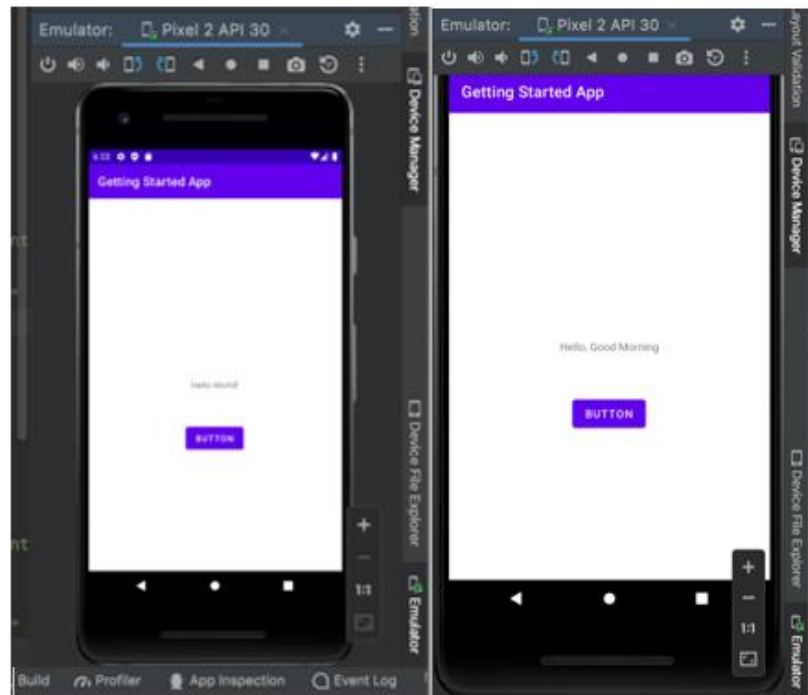 Emulator: Pixel 2 API 30
Getting Started App
Hello World!
BUTTON
1:1
Device Manager
Device File Explorer
Emulator
Build Profiler App Inspection Event Log
Emulator: Pixel 2 API 30
Getting Started App
Hello, Good Morning
BUTTON
1:1
Layout Validation
Device Manager
Device File Explorer
Emulator